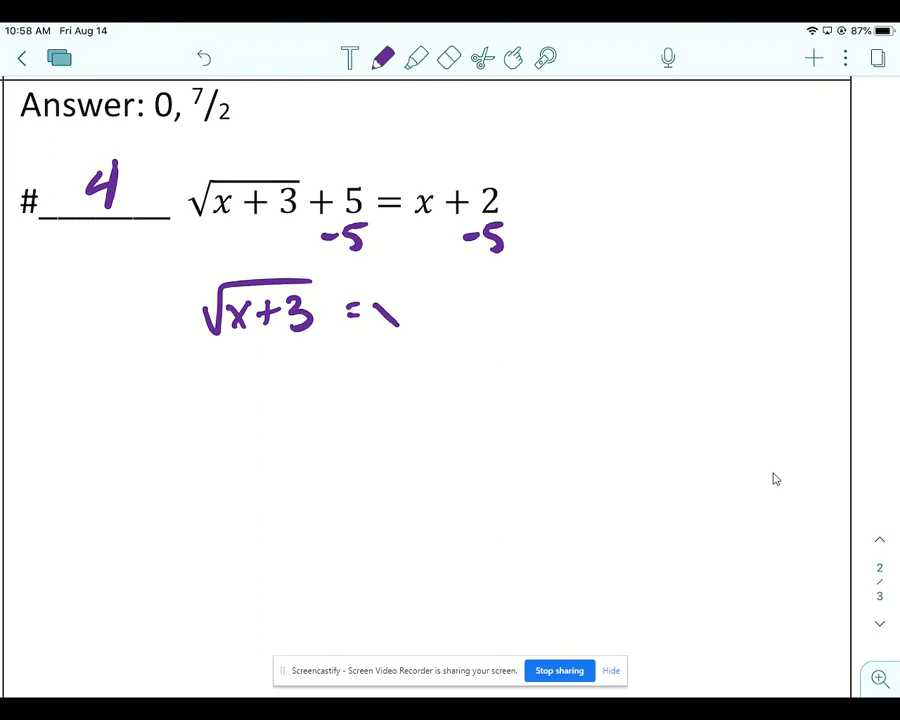 10:58 AM Fri Aug 14
87%
T
Answer: 0, ⁷/₂
# 4 √(x + 3) + 5 = x + 2
-5 -5
√(x+3) =
2
/
3
Screencastify - Screen Video Recorder is sharing your screen. Stop sharing Hide